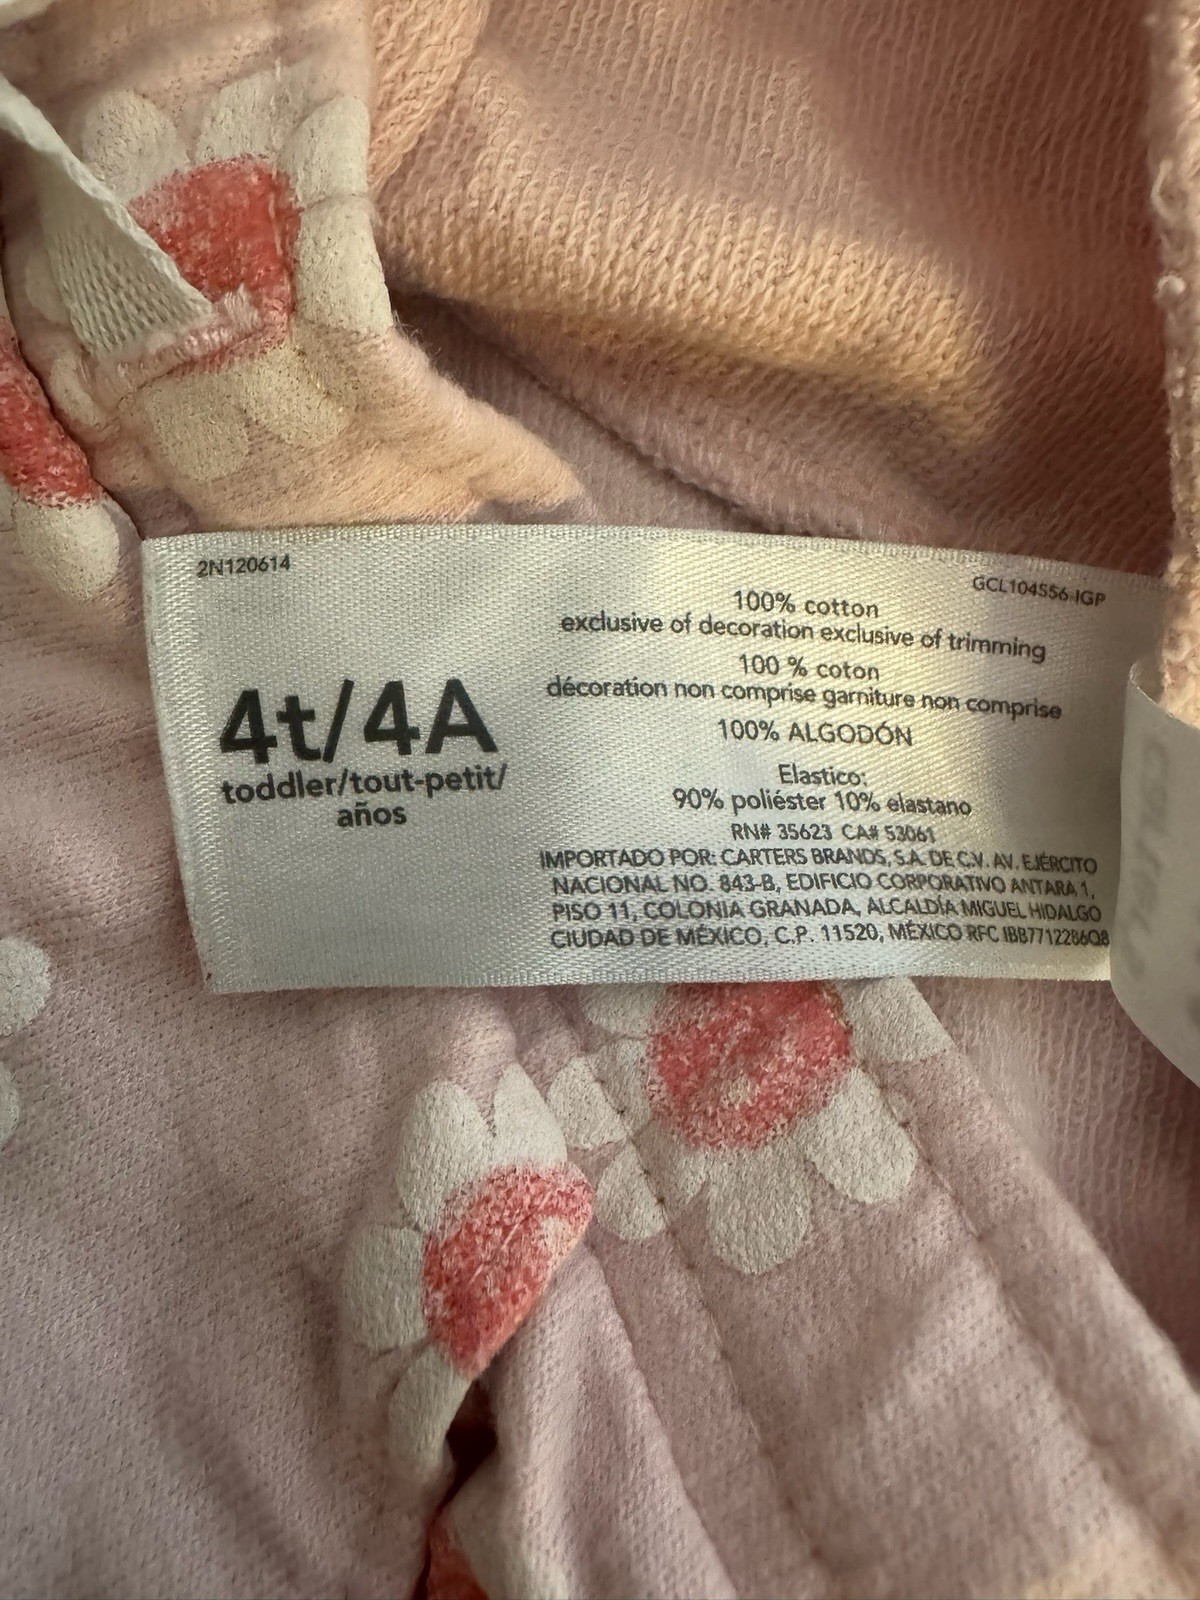 2N120614
GCL104S56-IGP
4t/4A
toddler/tout-petit/
años
100% cotton
exclusive of decoration exclusive of trimming
100 % coton
décoration non comprise garniture non comprise
100% ALGODÓN
Elastico:
90% poliéster 10% elastano
RN# 35623 CA# 53061
IMPORTADO POR: CARTERS BRANDS, S.A. DE C.V. AV. EJÉRCITO
NACIONAL NO. 843-B, EDIFICIO CORPORATIVO ANTARA 1,
PISO 11, COLONIA GRANADA, ALCALDÍA MIGUEL HIDALGO
CIUDAD DE MÉXICO, C.P. 11520, MÉXICO RFC IBB7712286Q8